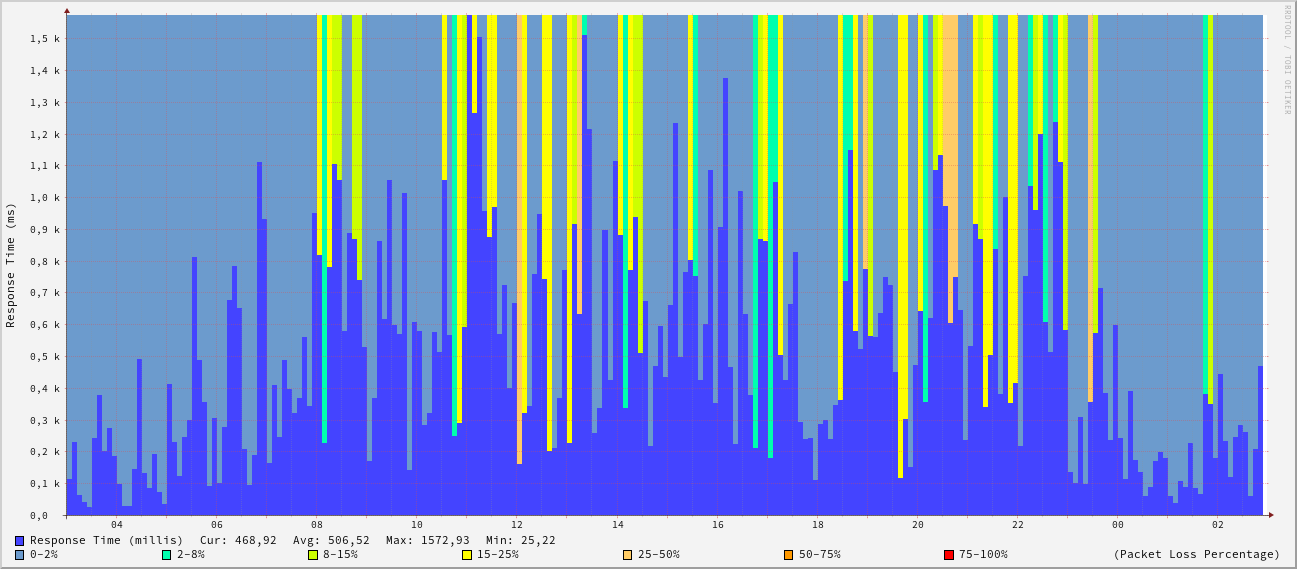 RRDTOOL / TOBI OETIKER
Response Time (ms)
1,5 k
1,4 k
1,3 k
1,2 k
1,1 k
1,0 k
0,9 k
0,8 k
0,7 k
0,6 k
0,5 k
0,4 k
0,3 k
0,2 k
0,1 k
0,0
04 06 08 10 12 14 16 18 20 22 00 02
Response Time (millis) Cur: 468,92 Avg: 506,52 Max: 1572,93 Min: 25,22
0-2% 2-8% 8-15% 15-25% 25-50% 50-75% 75-100% (Packet Loss Percentage)